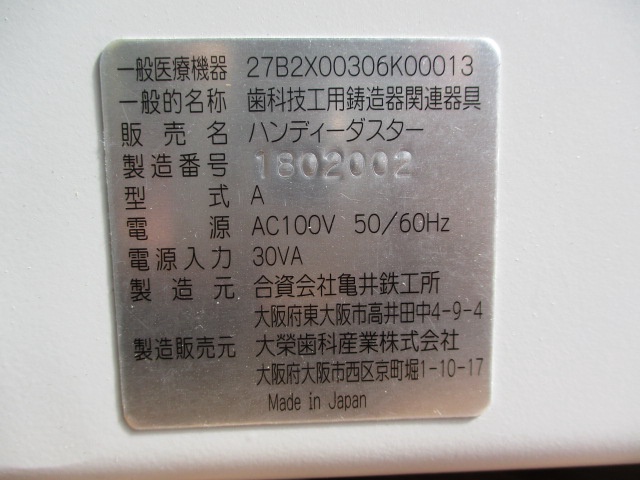 一般医療機器 27B2X00306K00013
一般的名称 歯科技工用鋳造器関連器具
販売名 ハンディーダスター
製造番号 1802002
型式 A
電源 AC100V 50/60Hz
電源入力 30VA
製造元 合資会社亀井鉄工所
大阪府東大阪市高井田中4-9-4
製造販売元 大榮歯科産業株式会社
大阪府大阪市西区京町堀1-10-17
Made in Japan